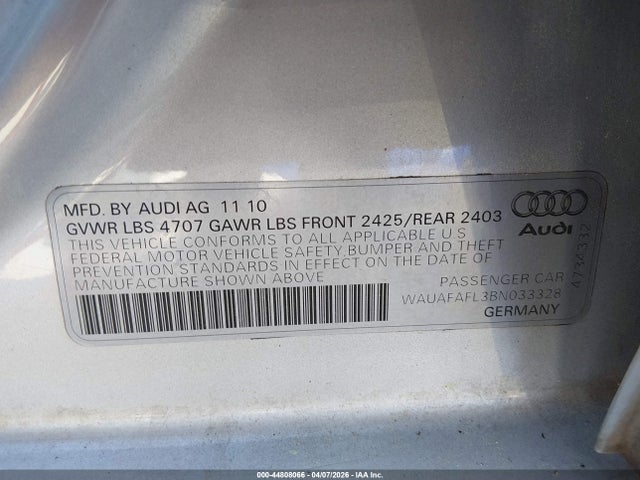 MFD. BY AUDI AG 11 10
GVWR LBS 4707 GAWR LBS FRONT 2425/REAR 2403
THIS VEHICLE CONFORMS TO ALL APPLICABLE U S
FEDERAL MOTOR VEHICLE SAFETY,BUMPER AND THEFT
PREVENTION STANDARDS IN EFFECT ON THE DATE OF
MANUFACTURE SHOWN ABOVE
Audi
4734332
PASSENGER CAR
WAUAFAFL3BN033328
GERMANY
000-44808066 - 04/07/2026 - IAA Inc.